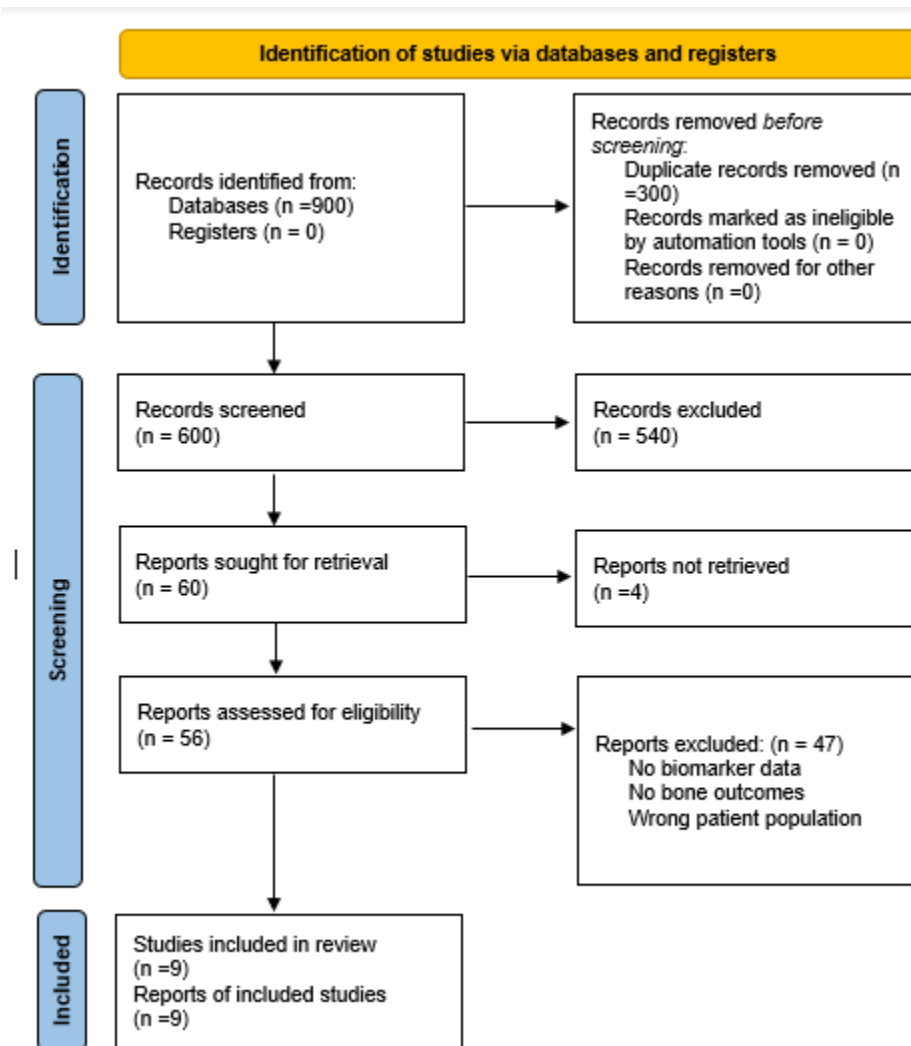 Identification of studies via databases and registers
Identification
Records identified from:
Databases (n =900)
Registers (n = 0)
Records removed before
screening:
Duplicate records removed (n
=300)
Records marked as ineligible
by automation tools (n = 0)
Records removed for other
reasons (n =0)
Screening
Records screened
(n = 600)
Records excluded
(n = 540)
Reports sought for retrieval
(n = 60)
Reports not retrieved
(n =4)
Reports assessed for eligibility
(n = 56)
Reports excluded: (n = 47)
No biomarker data
No bone outcomes
Wrong patient population
Included
Studies included in review
(n =9)
Reports of included studies
(n =9)